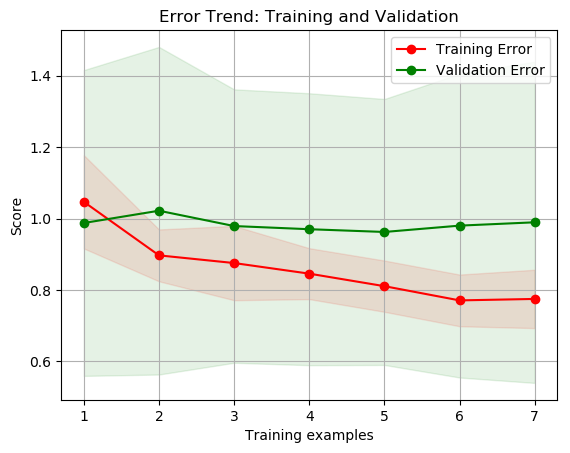 Error Trend: Training and Validation
Training Error
Validation Error
Score
1.4
1.2
1.0
0.8
0.6
1 2 3 4 5 6 7
Training examples